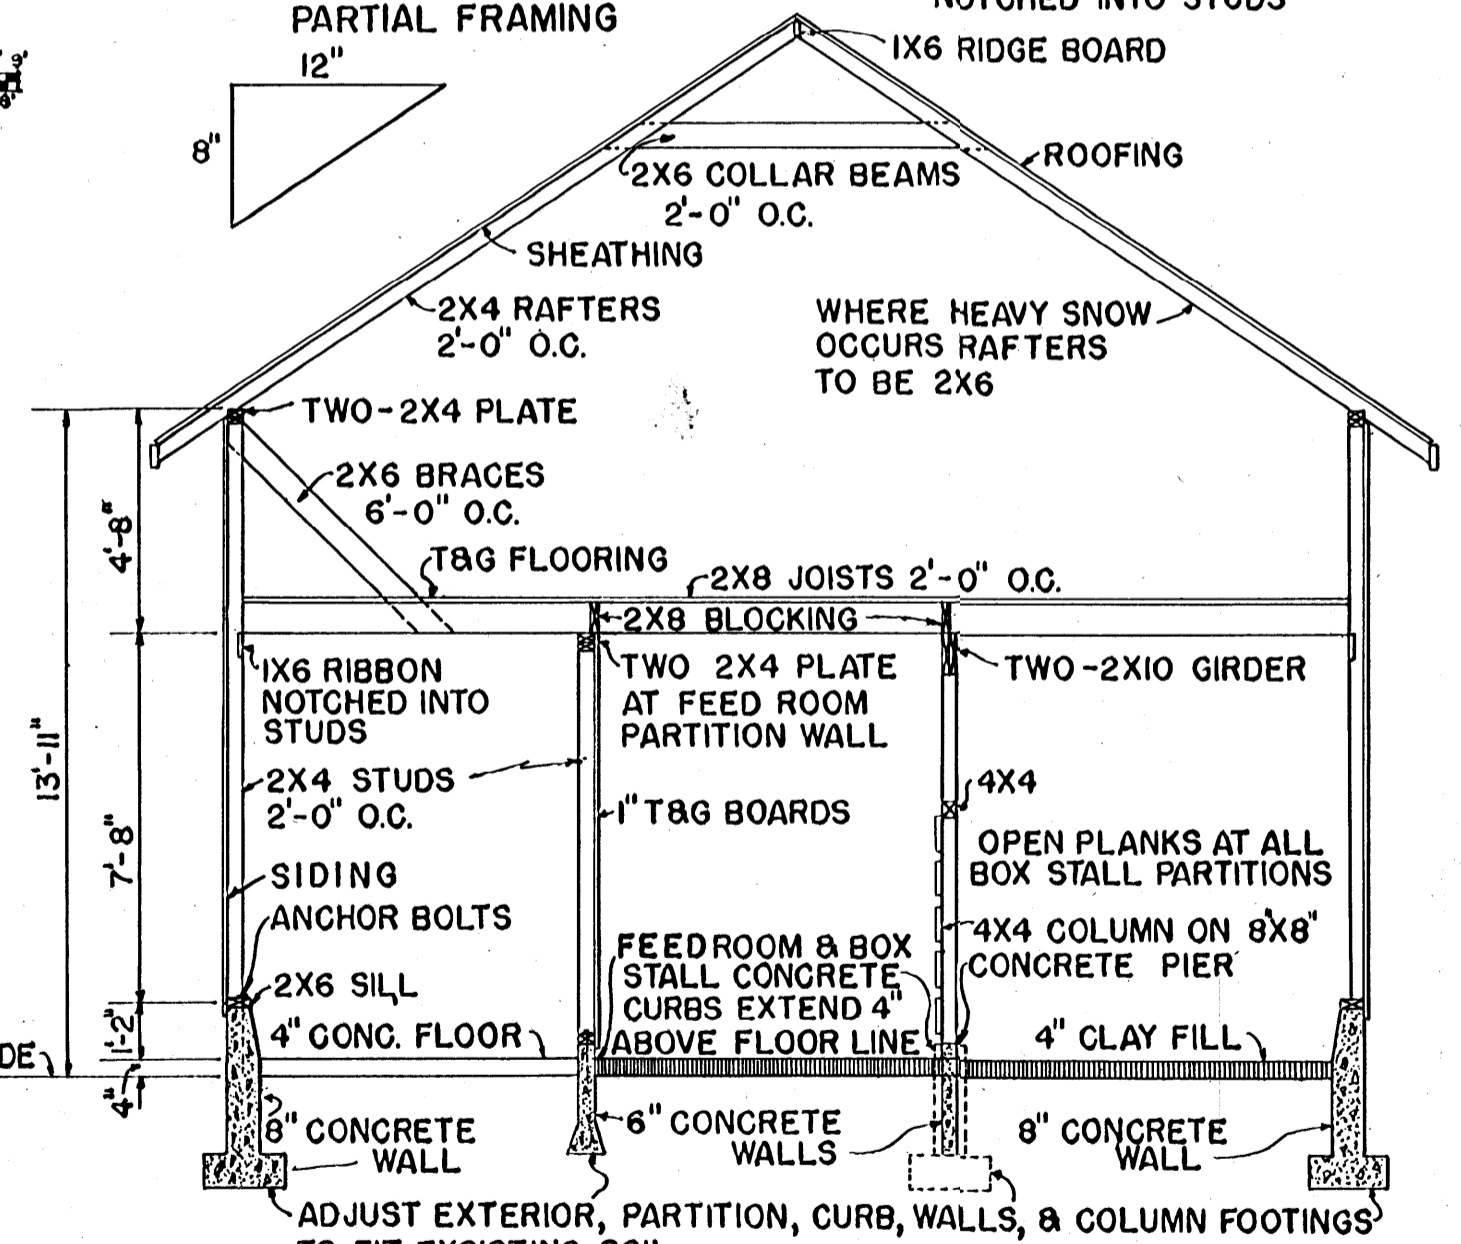 NOTCHED INTO STUDS
PARTIAL FRAMING
12"
8"
1X6 RIDGE BOARD
ROOFING
2X6 COLLAR BEAMS
2'-0" O.C.
SHEATHING
2X4 RAFTERS
2'-0" O.C.
WHERE HEAVY SNOW
OCCURS RAFTERS
TO BE 2X6
TWO-2X4 PLATE
2X6 BRACES
6'-0" O.C.
4'-8"
T&G FLOORING
2X8 JOISTS 2'-0" O.C.
2X8 BLOCKING
1X6 RIBBON
NOTCHED INTO
STUDS
TWO 2X4 PLATE
AT FEED ROOM
PARTITION WALL
TWO-2X10 GIRDER
13'-11"
2X4 STUDS
2'-0" O.C.
1" T&G BOARDS
4X4
7'-8"
OPEN PLANKS AT ALL
BOX STALL PARTITIONS
SIDING
ANCHOR BOLTS
4X4 COLUMN ON 8"X8"
CONCRETE PIER
FEEDROOM & BOX
STALL CONCRETE
CURBS EXTEND 4"
ABOVE FLOOR LINE
2X6 SILL
1'-2"
4" CONC. FLOOR
4" CLAY FILL
DE
4"
8" CONCRETE
WALL
6" CONCRETE
WALLS
8" CONCRETE
WALL
ADJUST EXTERIOR, PARTITION, CURB, WALLS, & COLUMN FOOTINGS